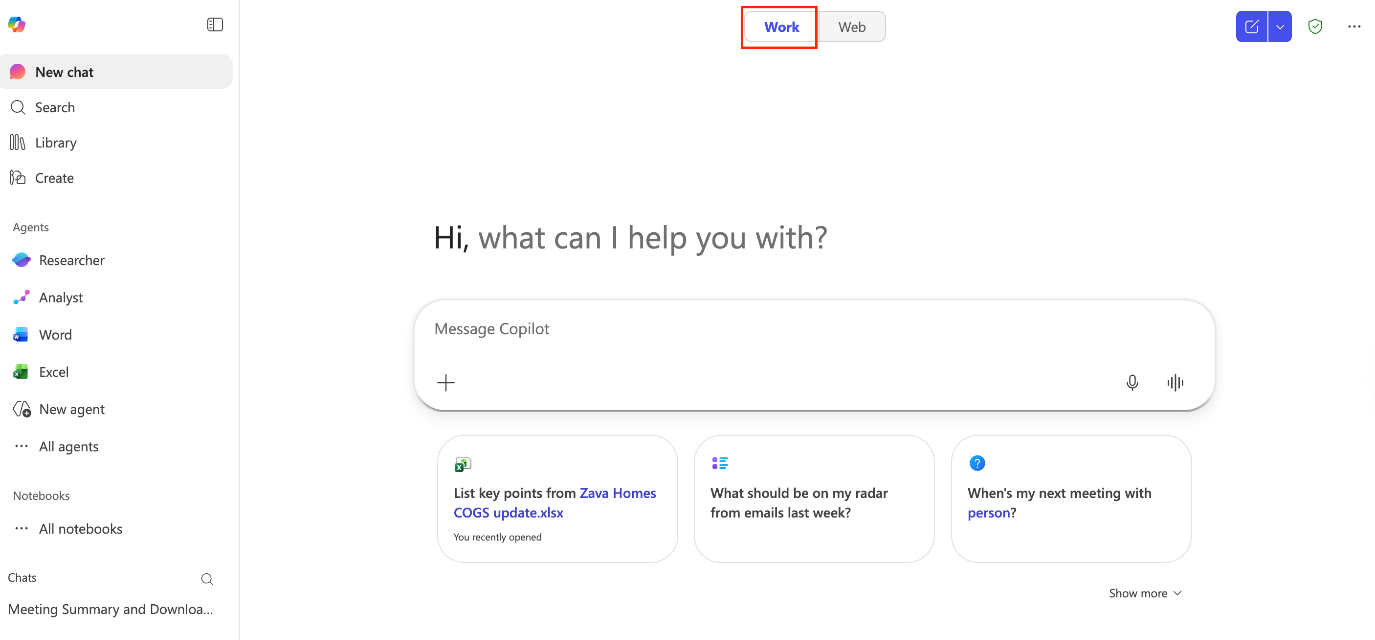 Work
Web
New chat
Search
Library
Create
Agents
Researcher
Analyst
Word
Excel
New agent
All agents
Notebooks
All notebooks
Chats
Meeting Summary and Downloa...
Hi, what can I help you with?
Message Copilot
List key points from Zava Homes
COGS update.xlsx
You recently opened
What should be on my radar
from emails last week?
When's my next meeting with
person?
Show more